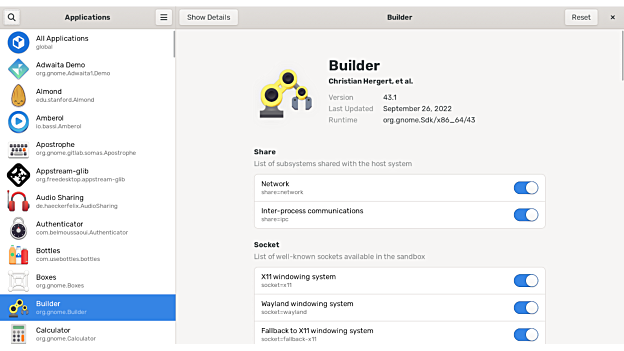 Applications
Show Details
Builder
Reset
All Applications
global
Adwaita Demo
org.gnome.Adwaita1.Demo
Almond
edu.stanford.Almond
Amberol
io.bassi.Amberol
Apostrophe
org.gnome.gitlab.somas.Apostrophe
Appstream-glib
org.freedesktop.appstream-glib
Audio Sharing
de.haeckerfelix.AudioSharing
Authenticator
com.belmoussaoui.Authenticator
Bottles
com.usebottles.bottles
Boxes
org.gnome.Boxes
Builder
org.gnome.Builder
Calculator
org.gnome.Calculator
Builder
Christian Hergert, et al.
Version 43.1
Last Updated September 26, 2022
Runtime org.gnome.Sdk/x86_64/43
Share
List of subsystems shared with the host system
Network
share=network
Inter-process communications
share=ipc
Socket
List of well-known sockets available in the sandbox
X11 windowing system
socket=x11
Wayland windowing system
socket=wayland
Fallback to X11 windowing system
socket=fallback-x11